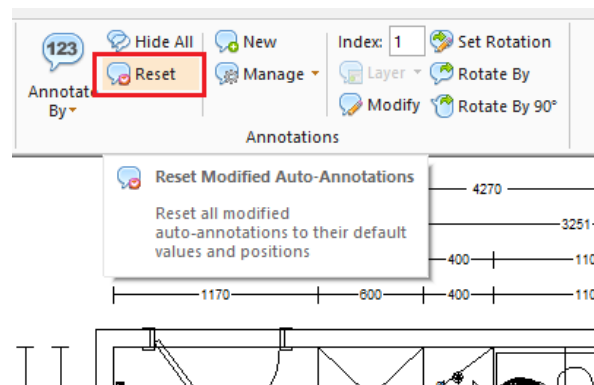 123
Annotate
By
Hide All
Reset
New
Manage
Index: 1
Layer
Modify
Set Rotation
Rotate By
Rotate By 90°
Annotations
Reset Modified Auto-Annotations
Reset all modified
auto-annotations to their default
values and positions
4270
3251
400
110
1170
600
400
110